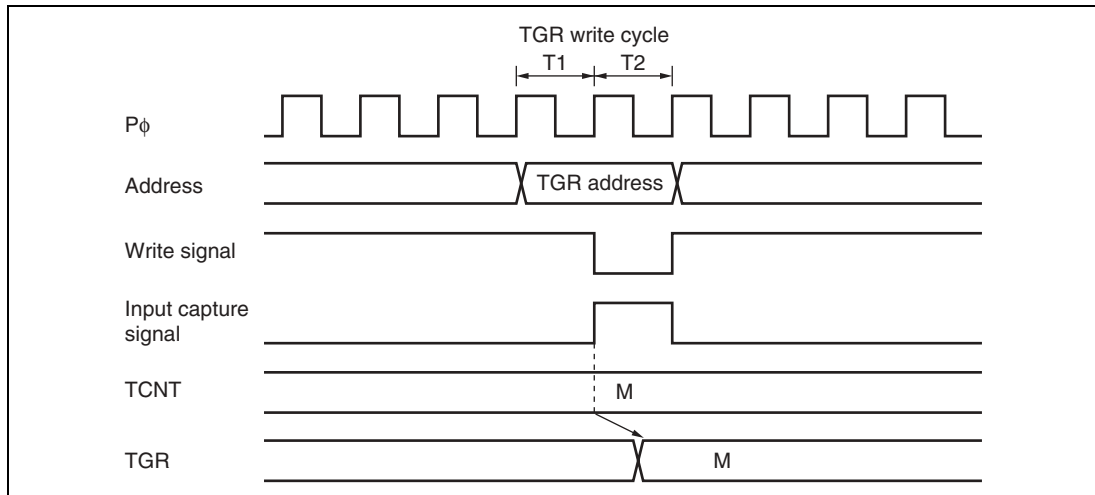 TGR write cycle
T1 T2
Pϕ
Address
TGR address
Write signal
Input capture
signal
TCNT
M
TGR
M